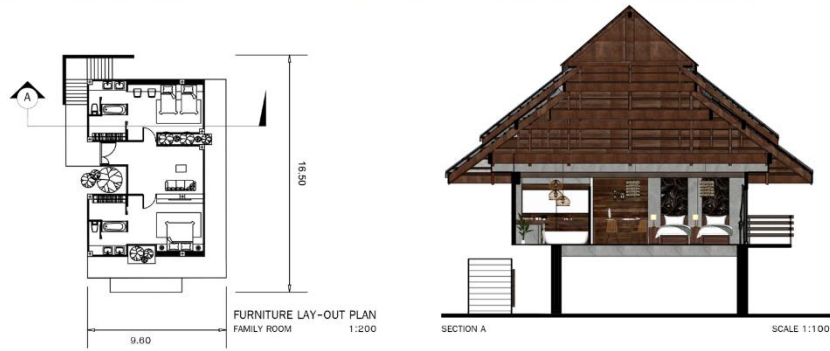 A
16.50
9.60
FURNITURE LAY-OUT PLAN
FAMILY ROOM 1:200
SECTION A SCALE 1:100